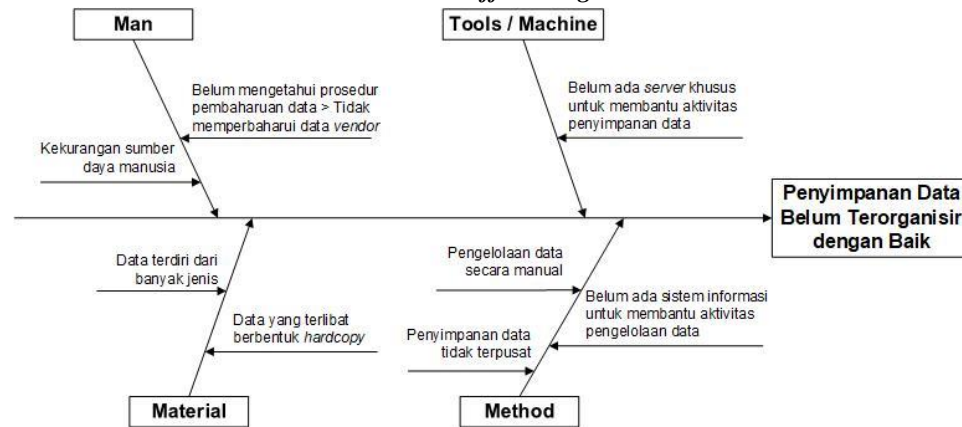 Man
Tools / Machine
Belum mengetahui prosedur
pembaharuan data > Tidak
memperbaharui data vendor
Kekurangan sumber
daya manusia
Belum ada server khusus
untuk membantu aktivitas
penyimpanan data
Penyimpanan Data
Belum Terorganisir
dengan Baik
Data terdiri dari
banyak jenis
Data yang terlibat
berbentuk hardcopy
Pengelolaan data
secara manual
Belum ada sistem informasi
untuk membantu aktivitas
pengelolaan data
Penyimpanan data
tidak terpusat
Material
Method